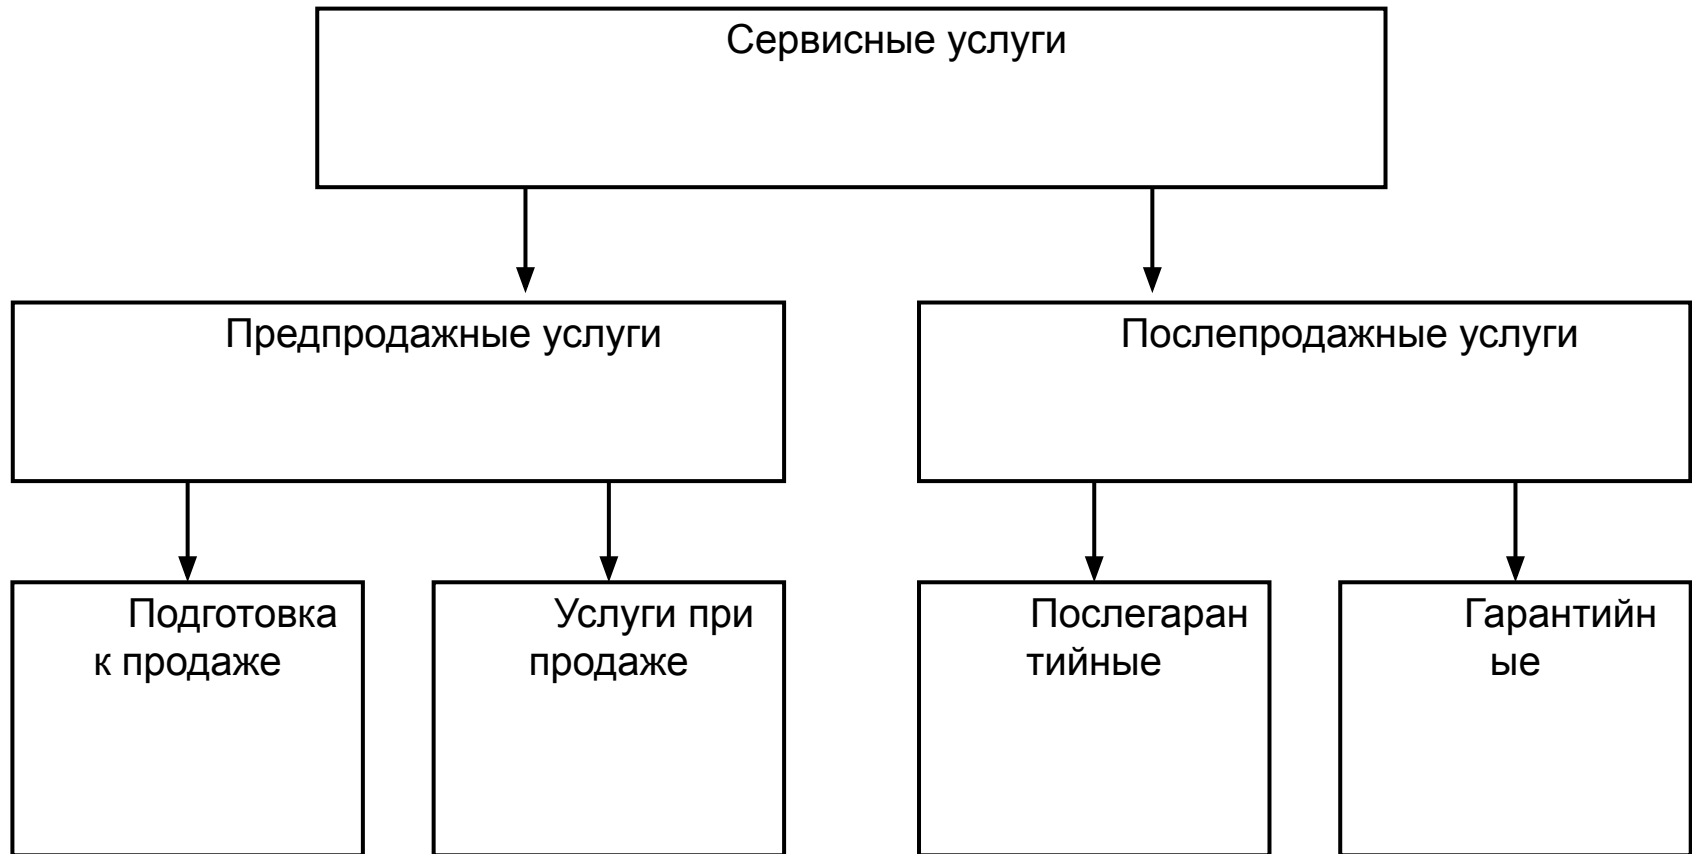 Сервисные услуги
Предпродажные услуги
Послепродажные услуги
Подготовка
к продаже
Услуги при
продаже
Послегаран
тийные
Гарантийн
ые